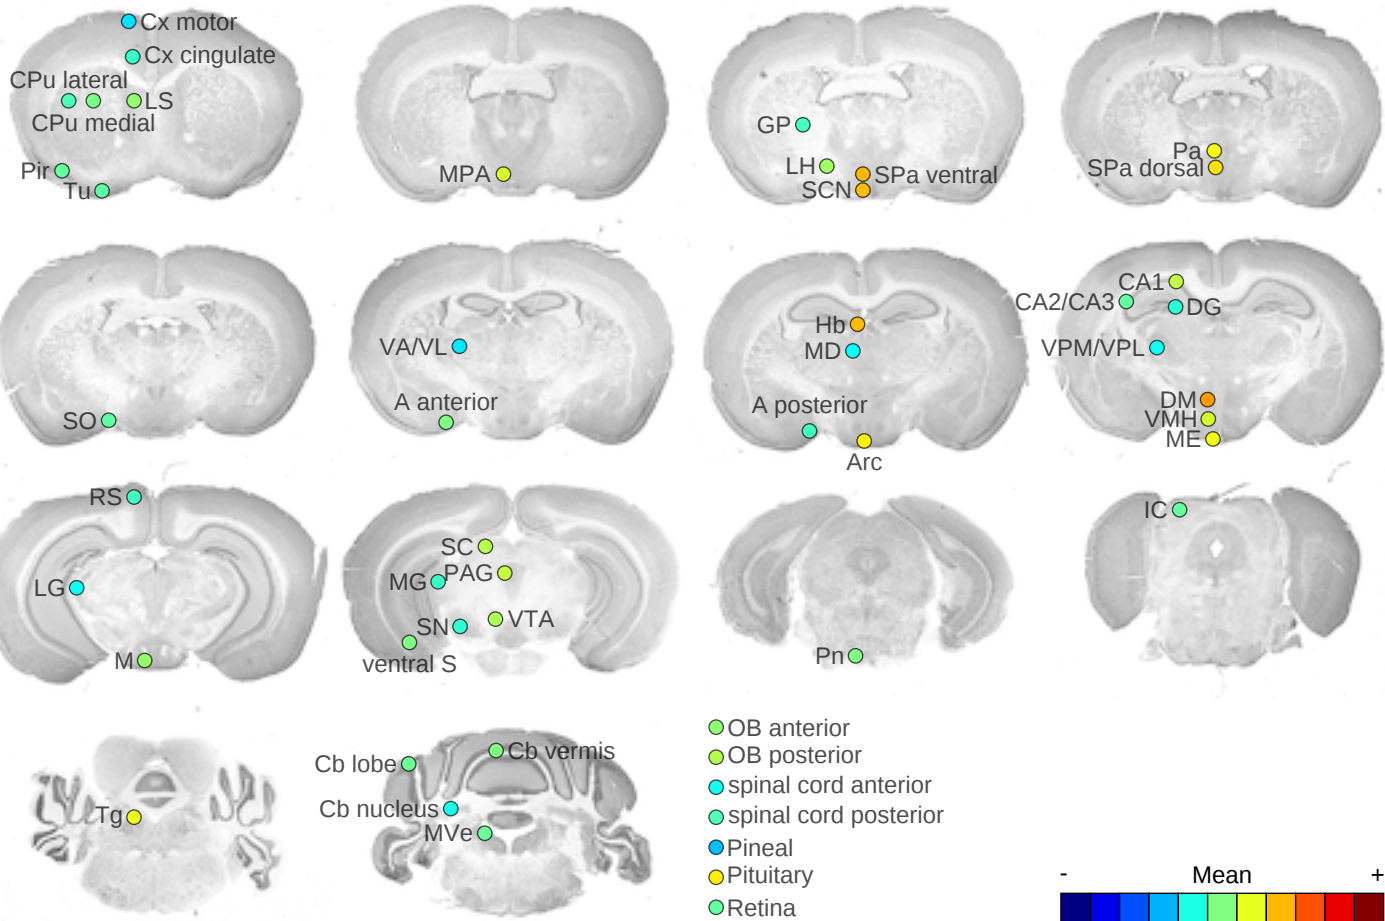 Cx motor
Cx cingulate
CPu lateral
LS
CPu medial
Pir
Tu
MPA
GP
LH
SPa ventral
SCN
Pa
SPa dorsal
SO
VA/VL
A anterior
Hb
MD
A posterior
Arc
CA1
CA2/CA3
DG
VPM/VPL
DM
VMH
ME
RS
LG
M
SC
MG
PAG
SN
VTA
ventral S
Pn
IC
Tg
Cb lobe
Cb vermis
Cb nucleus
MVe
OB anterior
OB posterior
spinal cord anterior
spinal cord posterior
Pineal
Pituitary
Retina
- Mean +